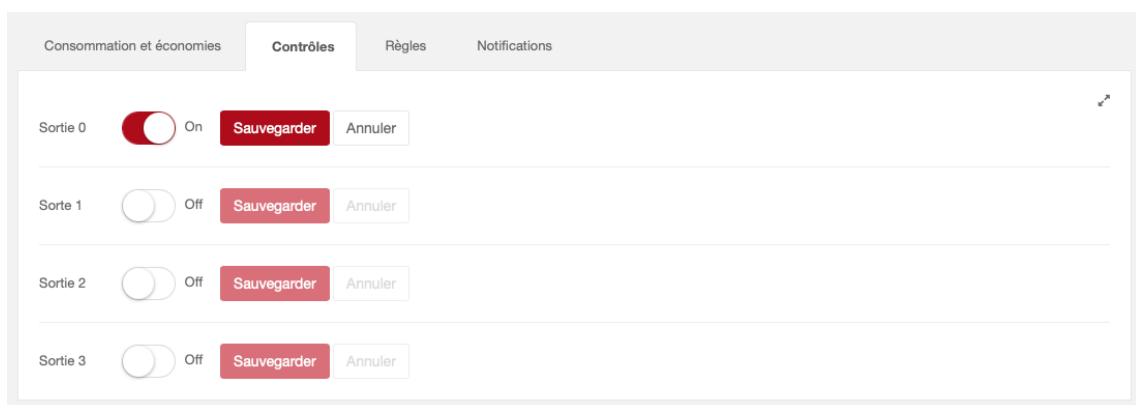 Consommation et économies Contrôles Règles Notifications
Sortie 0 On Sauvegarder Annuler
Sorte 1 Off Sauvegarder Annuler
Sortie 2 Off Sauvegarder Annuler
Sortie 3 Off Sauvegarder Annuler